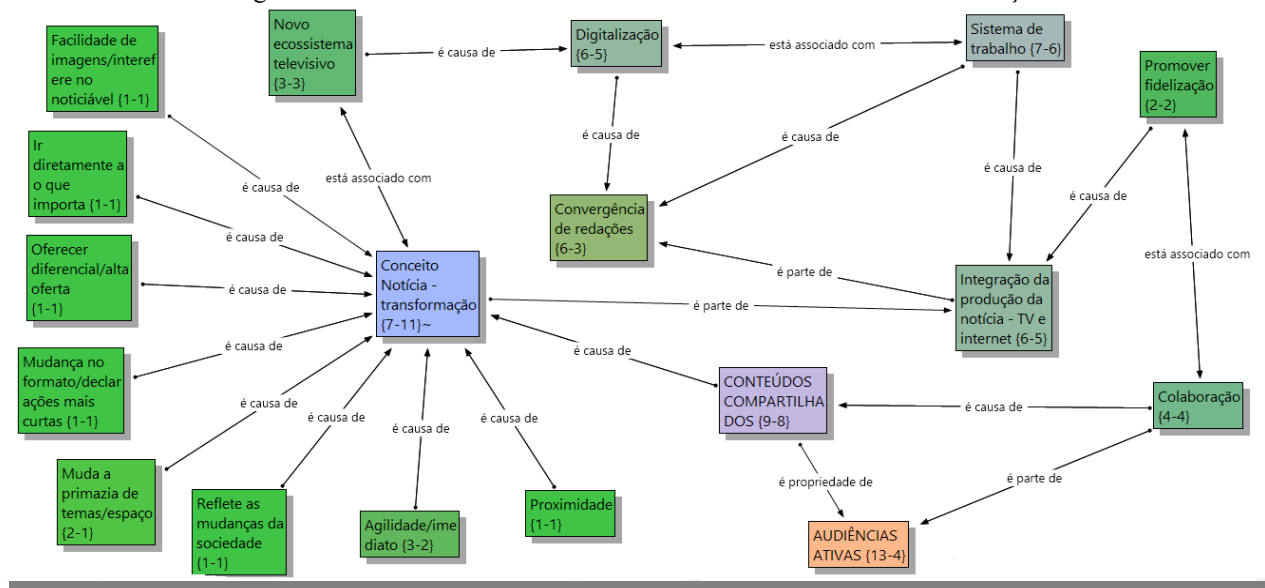 Facilidade de
imagens/interef
ere no
noticiável {1-1}
Novo
ecossistema
televisivo
{3-3}
é causa de
Digitalização
{6-5}
está associado com
Sistema de
trabalho {7-6}
Promover
fidelização
{2-2}
Ir
diretamente a
o que
importa {1-1}
é causa de
está associado com
é causa de
é causa de
é causa de
é causa de
Convergência
de redações
{6-3}
está associado com
Oferecer
diferencial/alta
oferta
{1-1}
é causa de
é causa de
Conceito
Notícia -
transformação
{7-11}~
é parte de
é parte de
Integração da
produção da
notícia - TV e
internet {6-5}
Mudança no
formato/declar
ações mais
curtas {1-1}
é causa de
é causa de
CONTEÚDOS
COMPARTILHA
DOS {9-8}
é causa de
Colaboração
{4-4}
Muda a
primazia de
temas/espaço
{2-1}
é causa de
é causa de
é causa de
é causa de
é propriedade de
é parte de
Reflete as
mudanças da
sociedade
{1-1}
Agilidade/ime
diato {3-2}
Proximidade
{1-1}
AUDIÊNCIAS
ATIVAS {13-4}